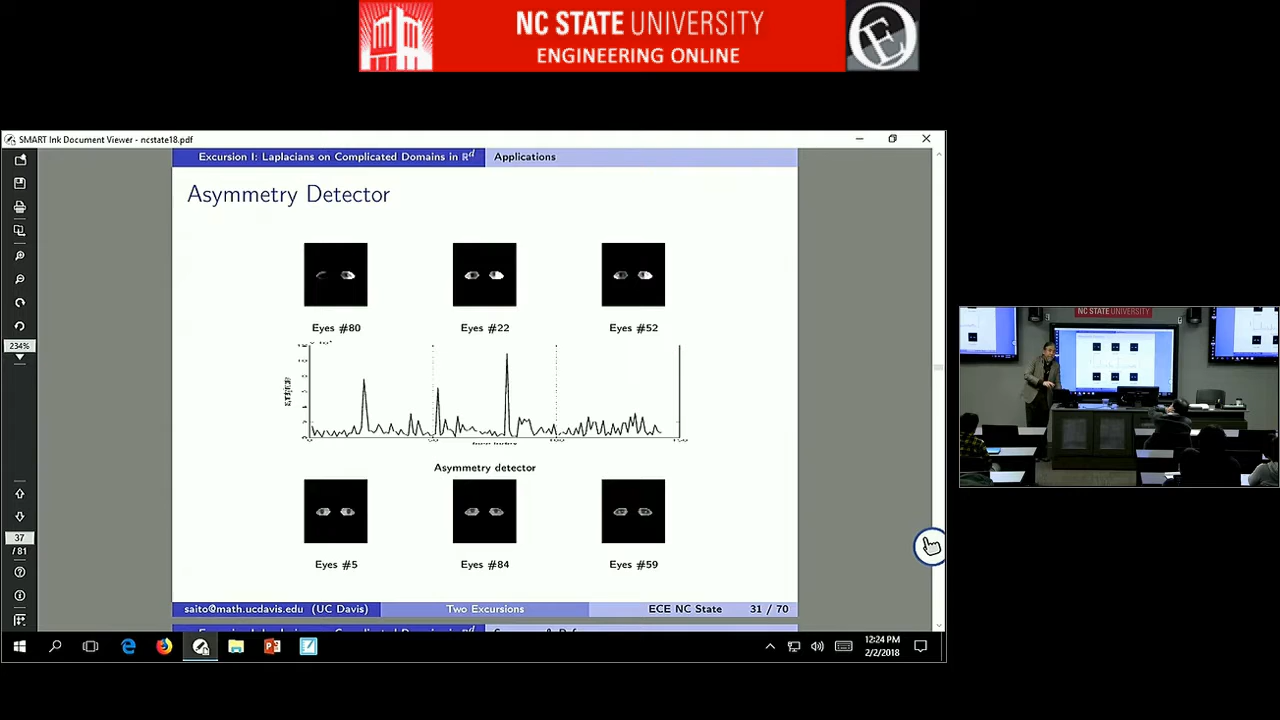 NC STATE UNIVERSITY
ENGINEERING ONLINE
SMART Ink Document Viewer - ncstate18.pdf
Excursion I: Laplacians on Complicated Domains in ℝᵈ
Applications
Asymmetry Detector
Eyes #80
Eyes #22
Eyes #52
Asymmetry detector
Eyes #5
Eyes #84
Eyes #59
saito@math.ucdavis.edu (UC Davis)
Two Excursions
ECE NC State
31 / 70
234%
37
/ 81
NC STATE UNIVERSITY
12:24 PM
2/2/2018